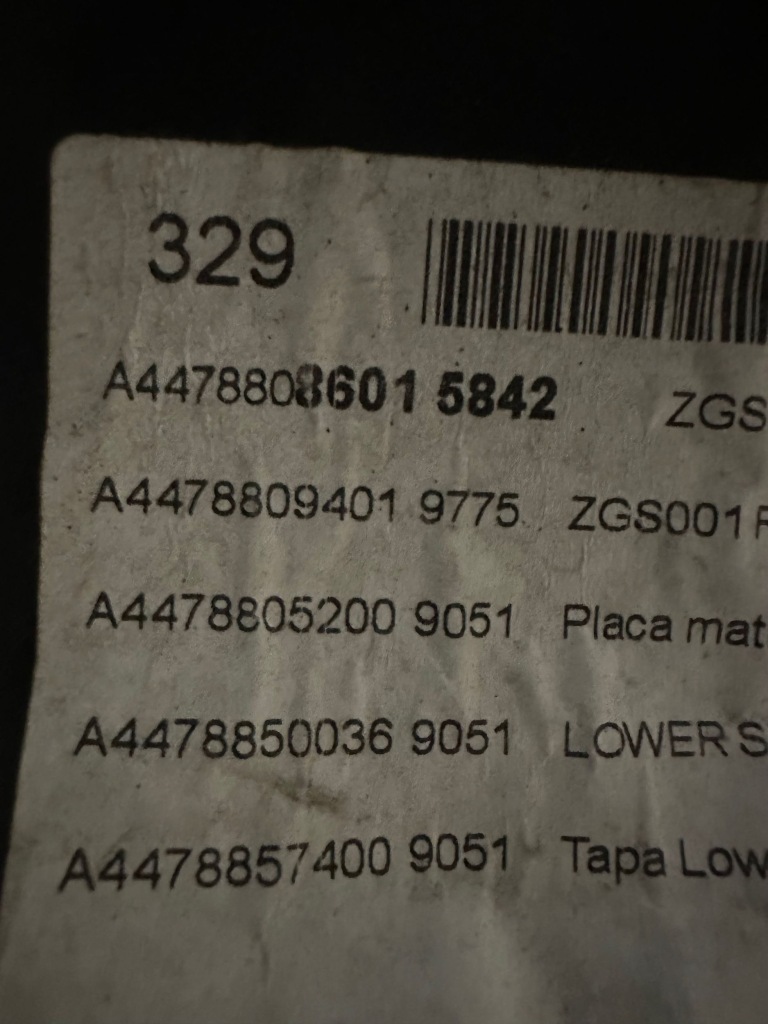 329
A4478808601 5842 ZGS
A4478809401 9775 ZGS001
A4478805200 9051 Placa mat
A4478850036 9051 LOWER S
A4478857400 9051 Tapa Low